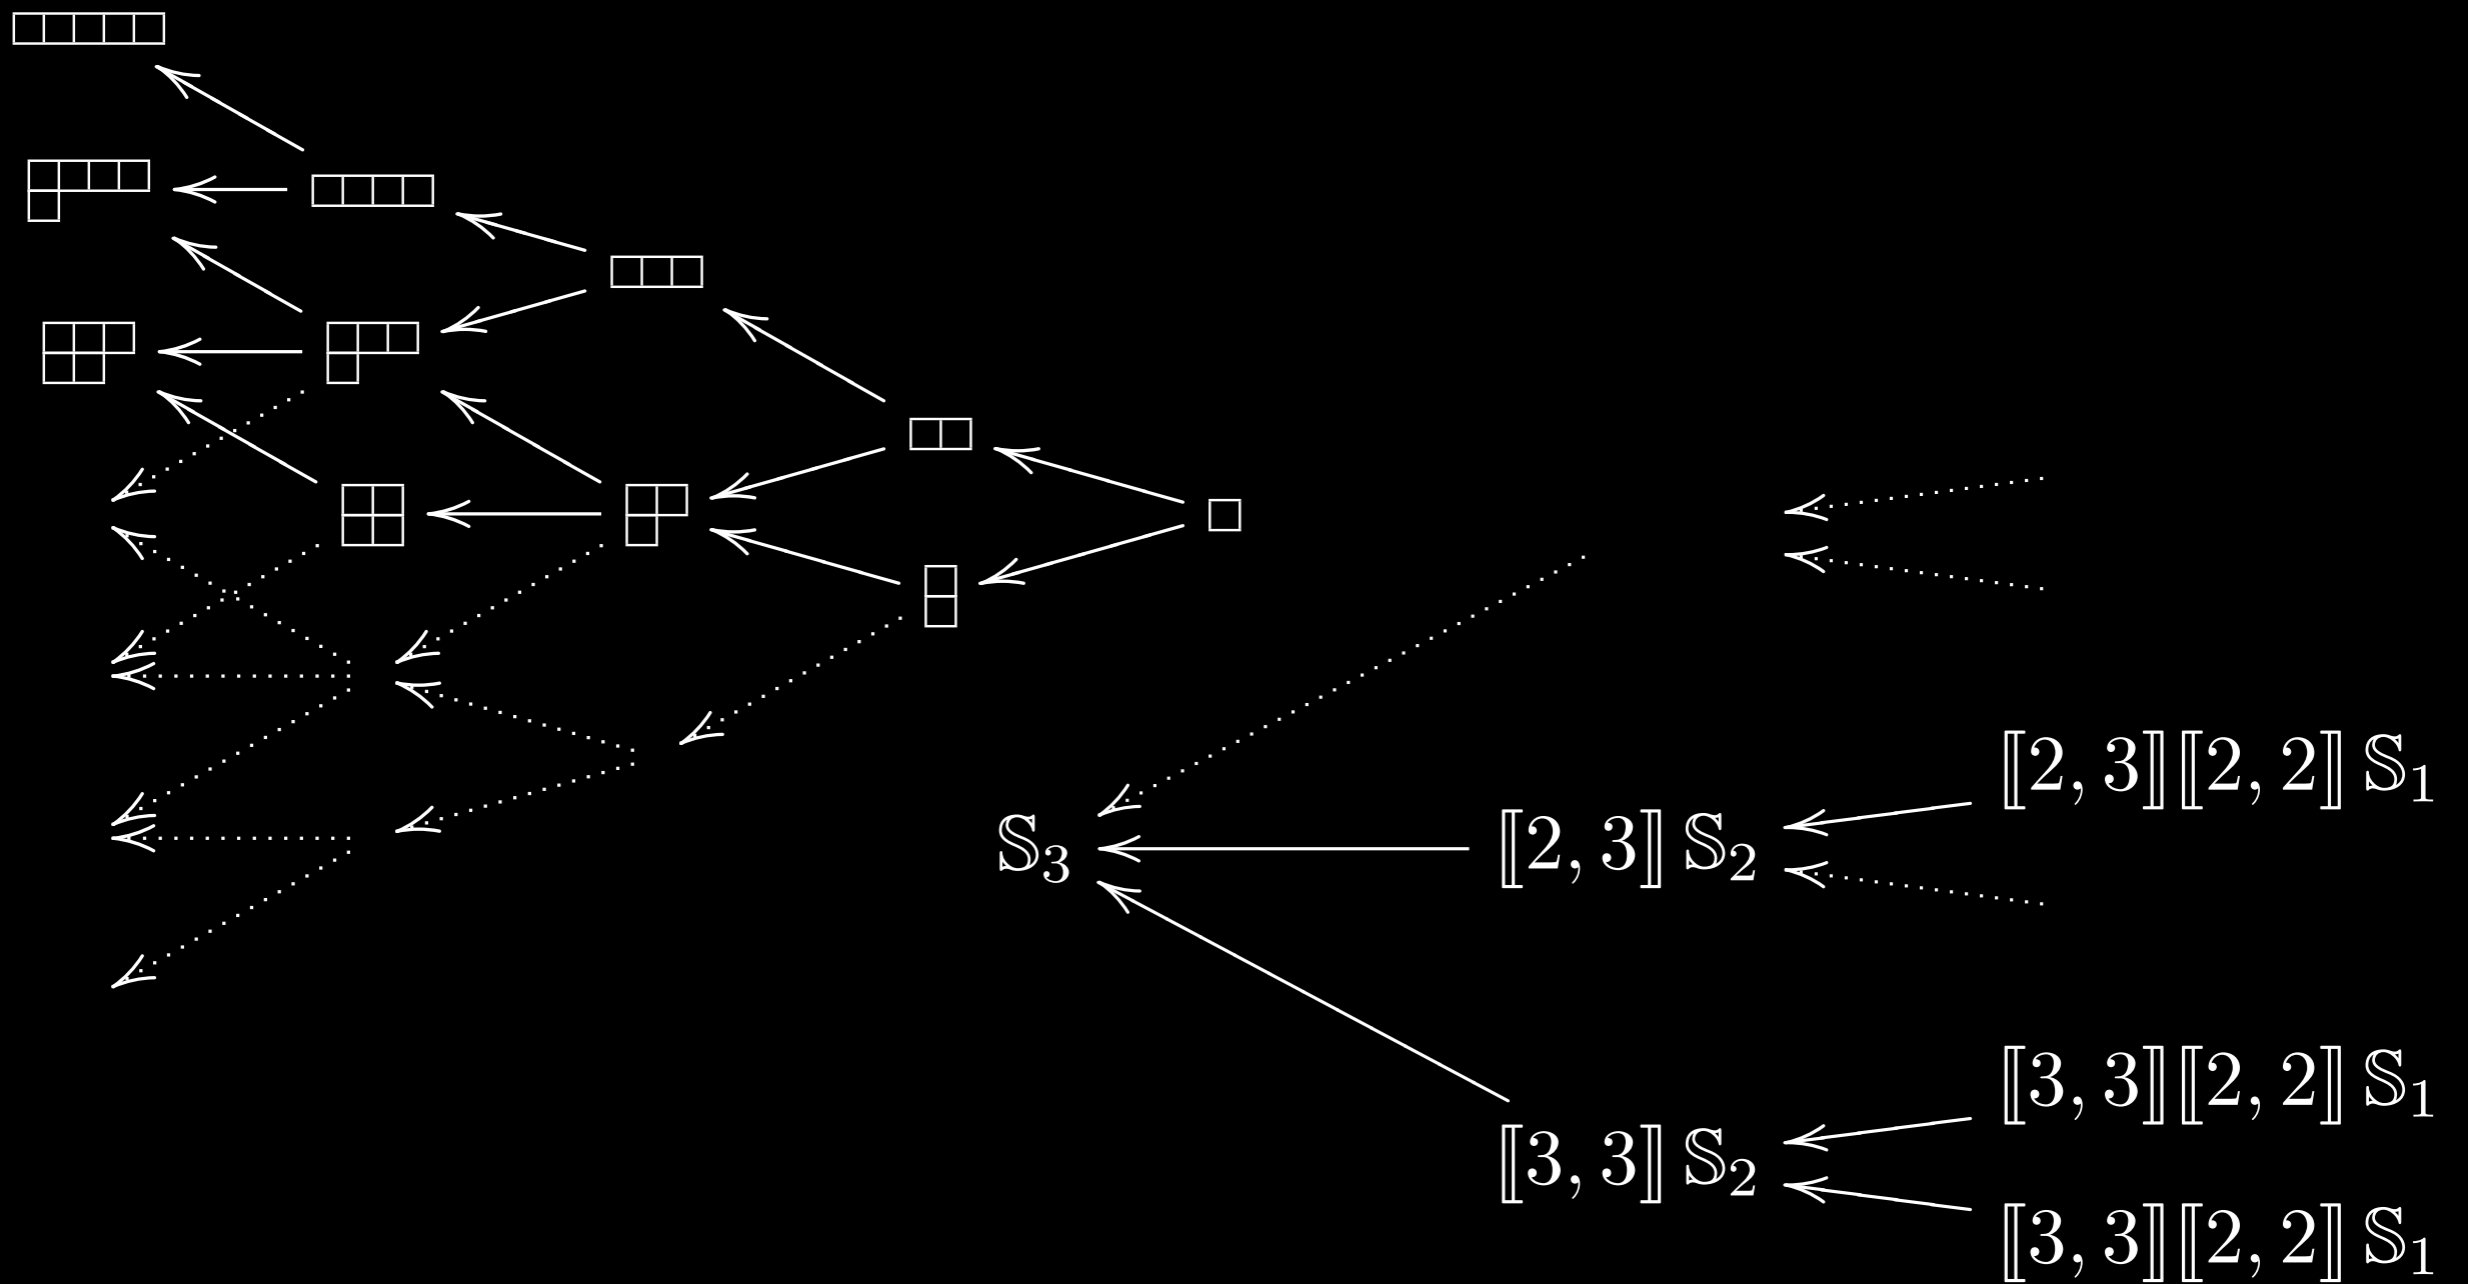 ⟦2, 3⟧⟦2, 2⟧ 𝕊₁
𝕊₃
⟦2, 3⟧ 𝕊₂
⟦3, 3⟧⟦2, 2⟧ 𝕊₁
⟦3, 3⟧ 𝕊₂
⟦3, 3⟧⟦2, 2⟧ 𝕊₁